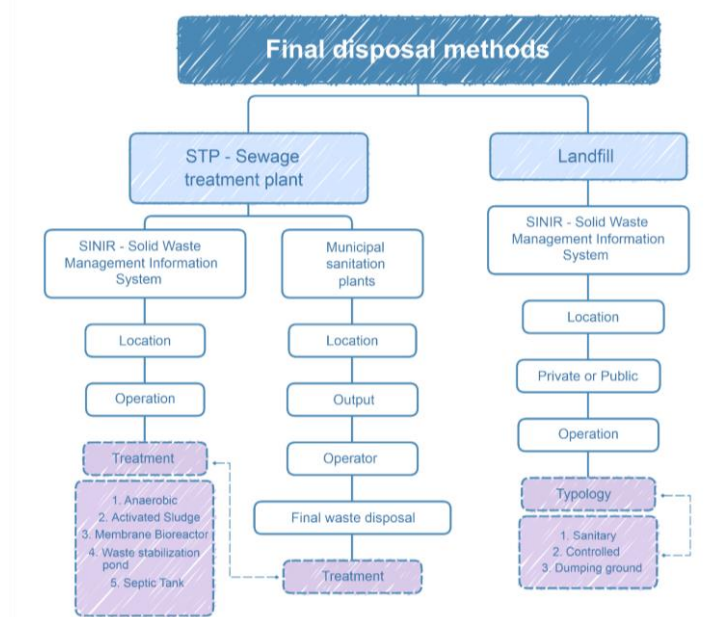 Final disposal methods
STP - Sewage
treatment plant
SINIR - Solid Waste
Management Information
System
Location
Operation
Treatment
1. Anaerobic
2. Activated Sludge
3. Membrane Bioreactor
4. Waste stabilization
pond
5. Septic Tank
Municipal
sanitation
plants
Location
Output
Operator
Final waste disposal
Treatment
Landfill
SINIR - Solid Waste
Management Information
System
Location
Private or Public
Operation
Typology
1. Sanitary
2. Controlled
3. Dumping ground